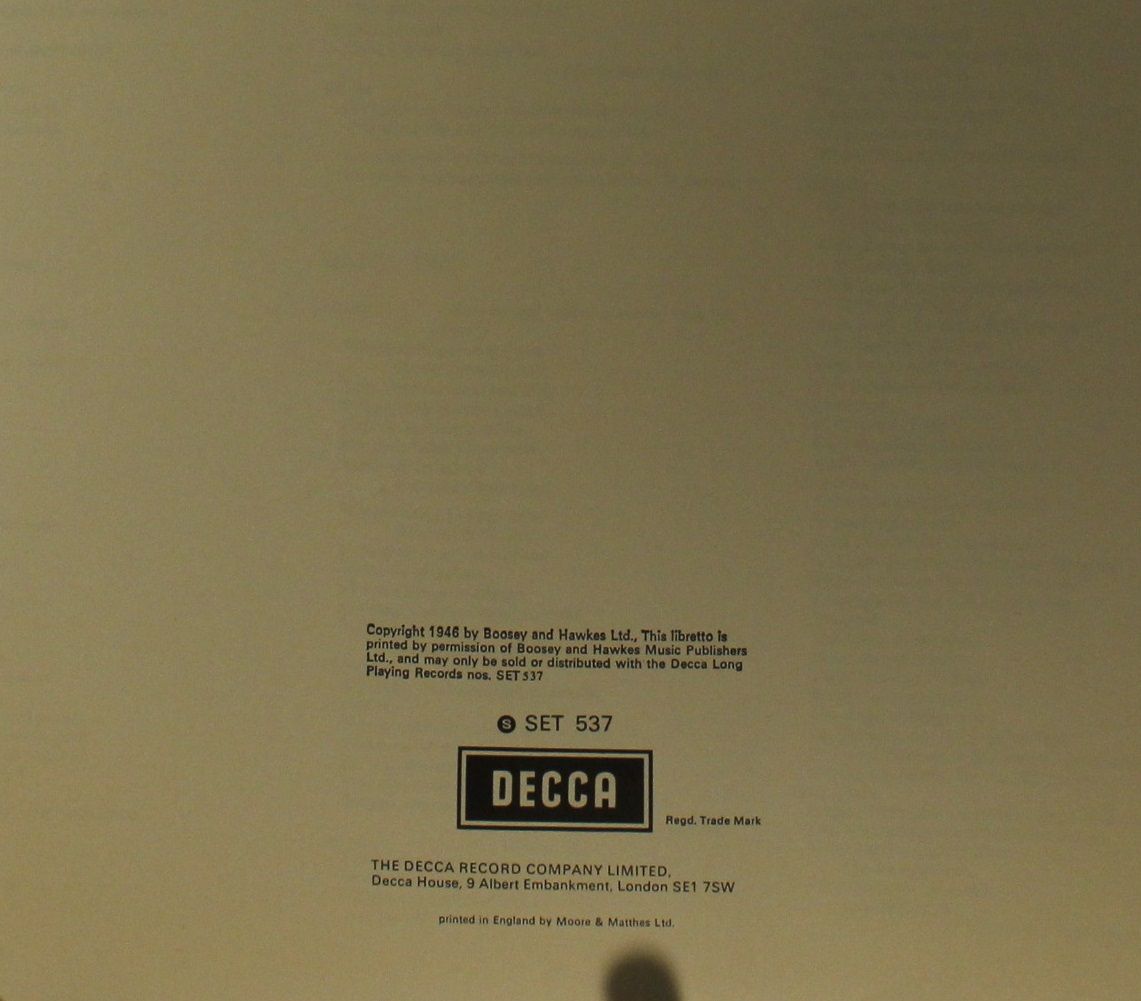 Copyright 1946 by Boosey and Hawkes Ltd., This libretto is
printed by permission of Boosey and Hawkes Music Publishers
Ltd., and may only be sold or distributed with the Decca Long
Playing Records nos. SET 537
S SET 537
DECCA
Regd. Trade Mark
THE DECCA RECORD COMPANY LIMITED,
Decca House, 9 Albert Embankment, London SE1 7SW
printed in England by Moore & Matthes Ltd.